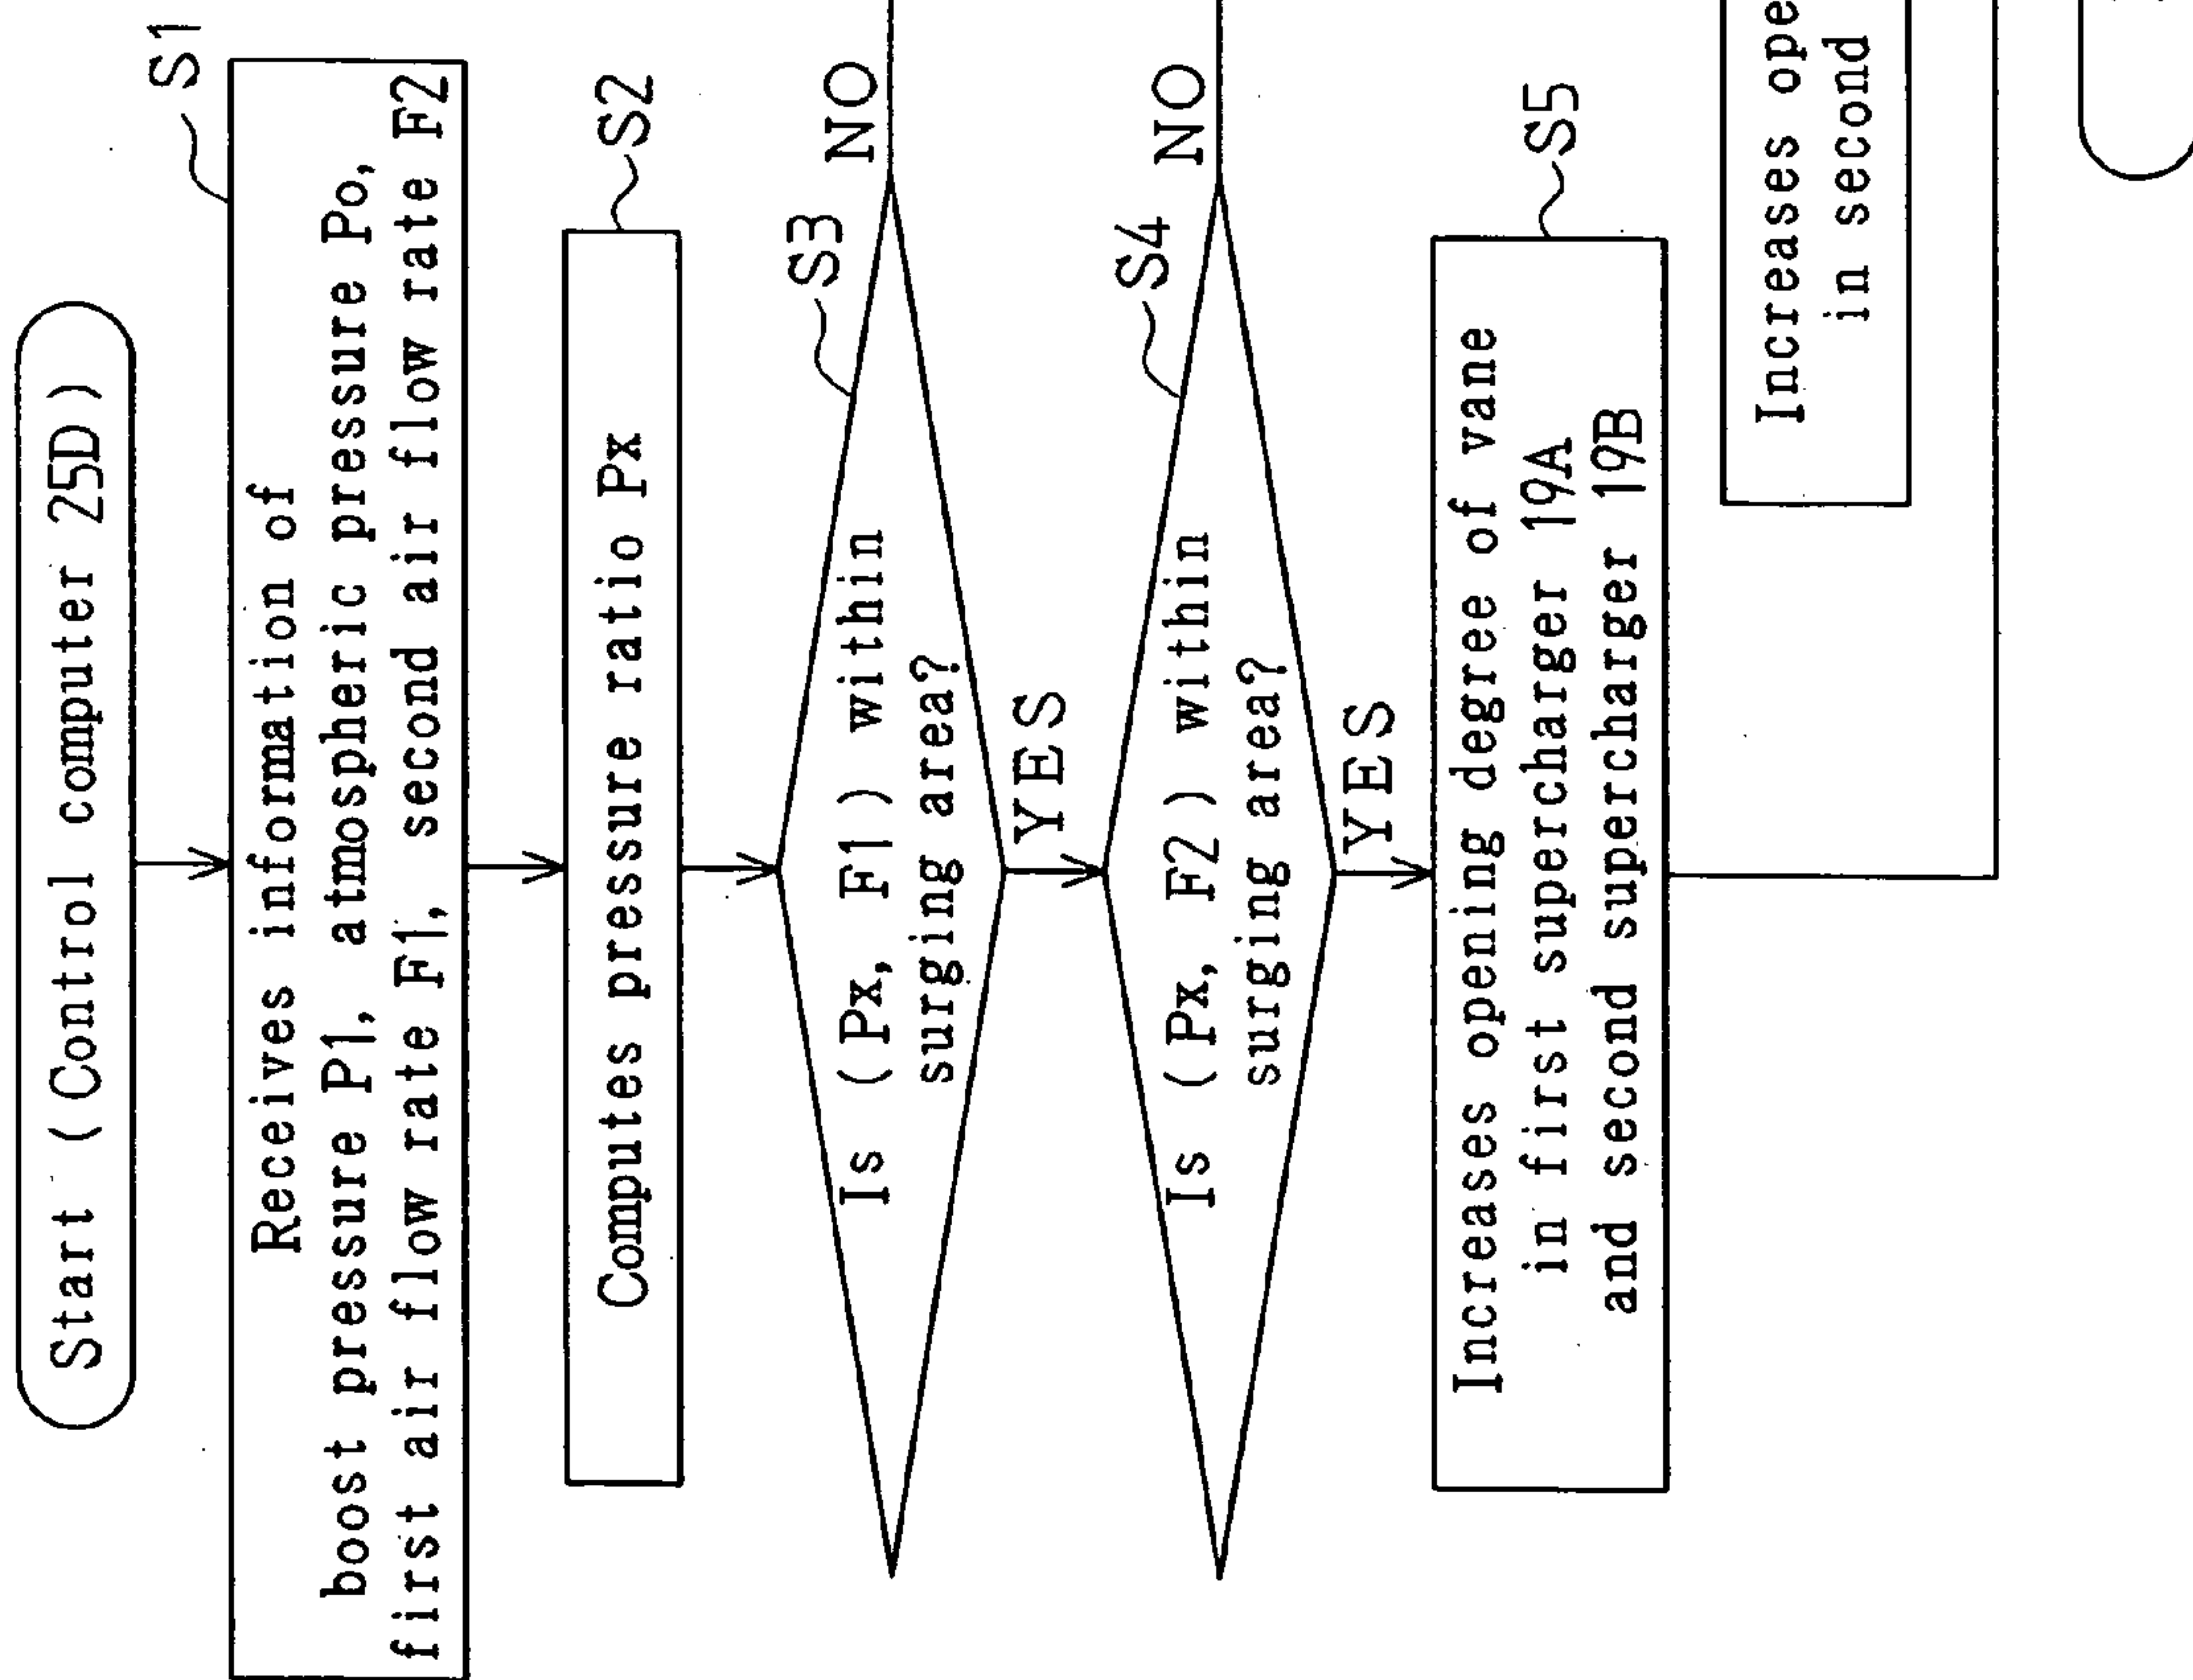 Start (Control computer 25D)
S1
Receives information of
boost pressure P1, atmospheric pressure Po,
first air flow rate F1, second air flow rate F2
S2
Computes pressure ratio Px
S3
Is (Px, F1) within
surging area?
NO
YES
S4
Is (Px, F2) within
surging area?
NO
YES
S5
Increases opening degree of vane
in first supercharger 19A
and second supercharger 19B
Increases ope
in second